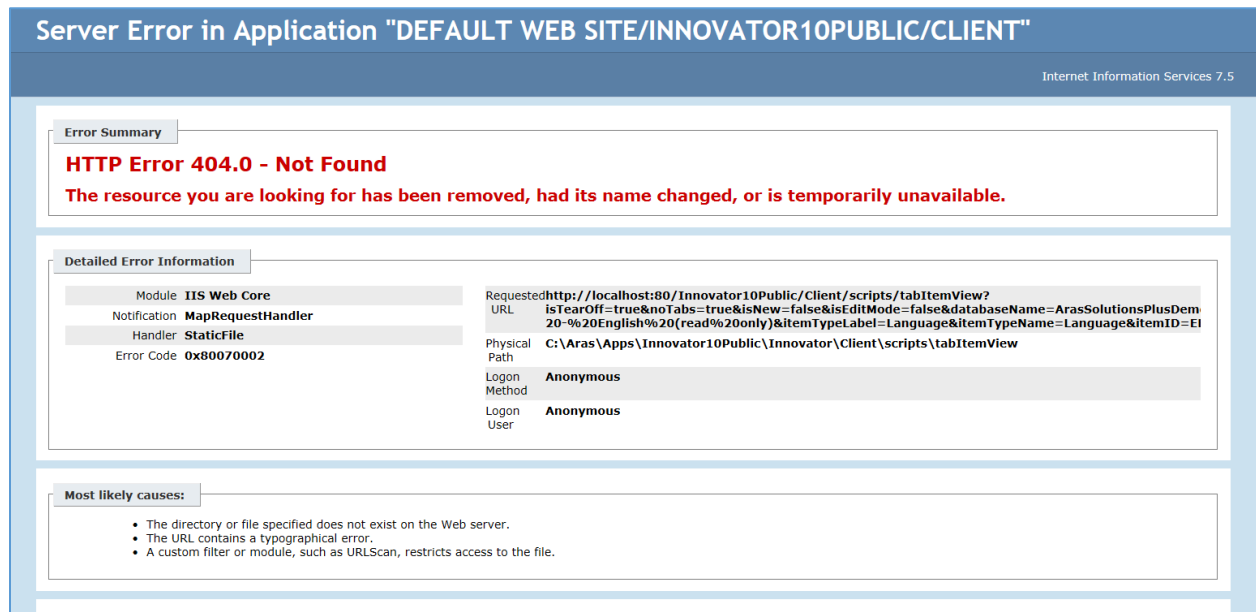 Server Error in Application "DEFAULT WEB SITE/INNOVATOR10PUBLIC/CLIENT"
Internet Information Services 7.5
Error Summary
HTTP Error 404.0 - Not Found
The resource you are looking for has been removed, had its name changed, or is temporarily unavailable.
Detailed Error Information
Module IIS Web Core
Notification MapRequestHandler
Handler StaticFile
Error Code 0x80070002
Requested URL http://localhost:80/Innovator10Public/Client/scripts/tabItemView?
isTearOff=true&noTabs=true&isNew=false&isEditMode=false&databaseName=ArasSolutionsPlusDem
20-%20English%20(read%20only)&itemTypeLabel=Language&itemTypeName=Language&itemID=
Physical Path C:\Aras\Apps\Innovator10Public\Innovator\Client\scripts\tabItemView
Logon Method Anonymous
Logon User Anonymous
Most likely causes:
• The directory or file specified does not exist on the Web server.
• The URL contains a typographical error.
• A custom filter or module, such as URLScan, restricts access to the file.